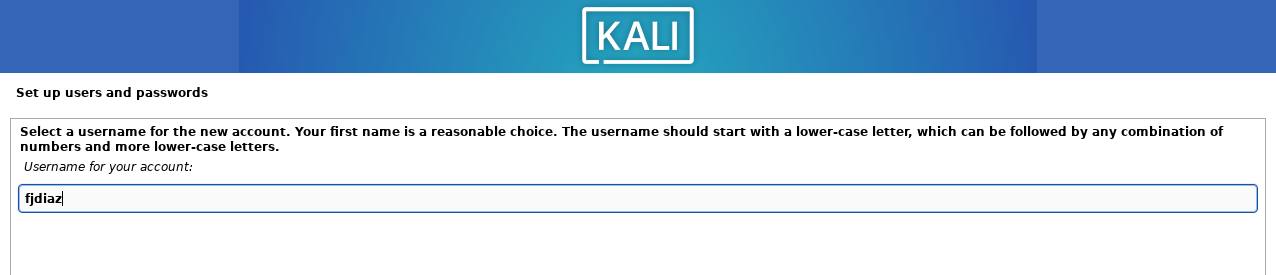 KALI
Set up users and passwords
Select a username for the new account. Your first name is a reasonable choice. The username should start with a lower-case letter, which can be followed by any combination of
numbers and more lower-case letters.
Username for your account:
fjdiaz